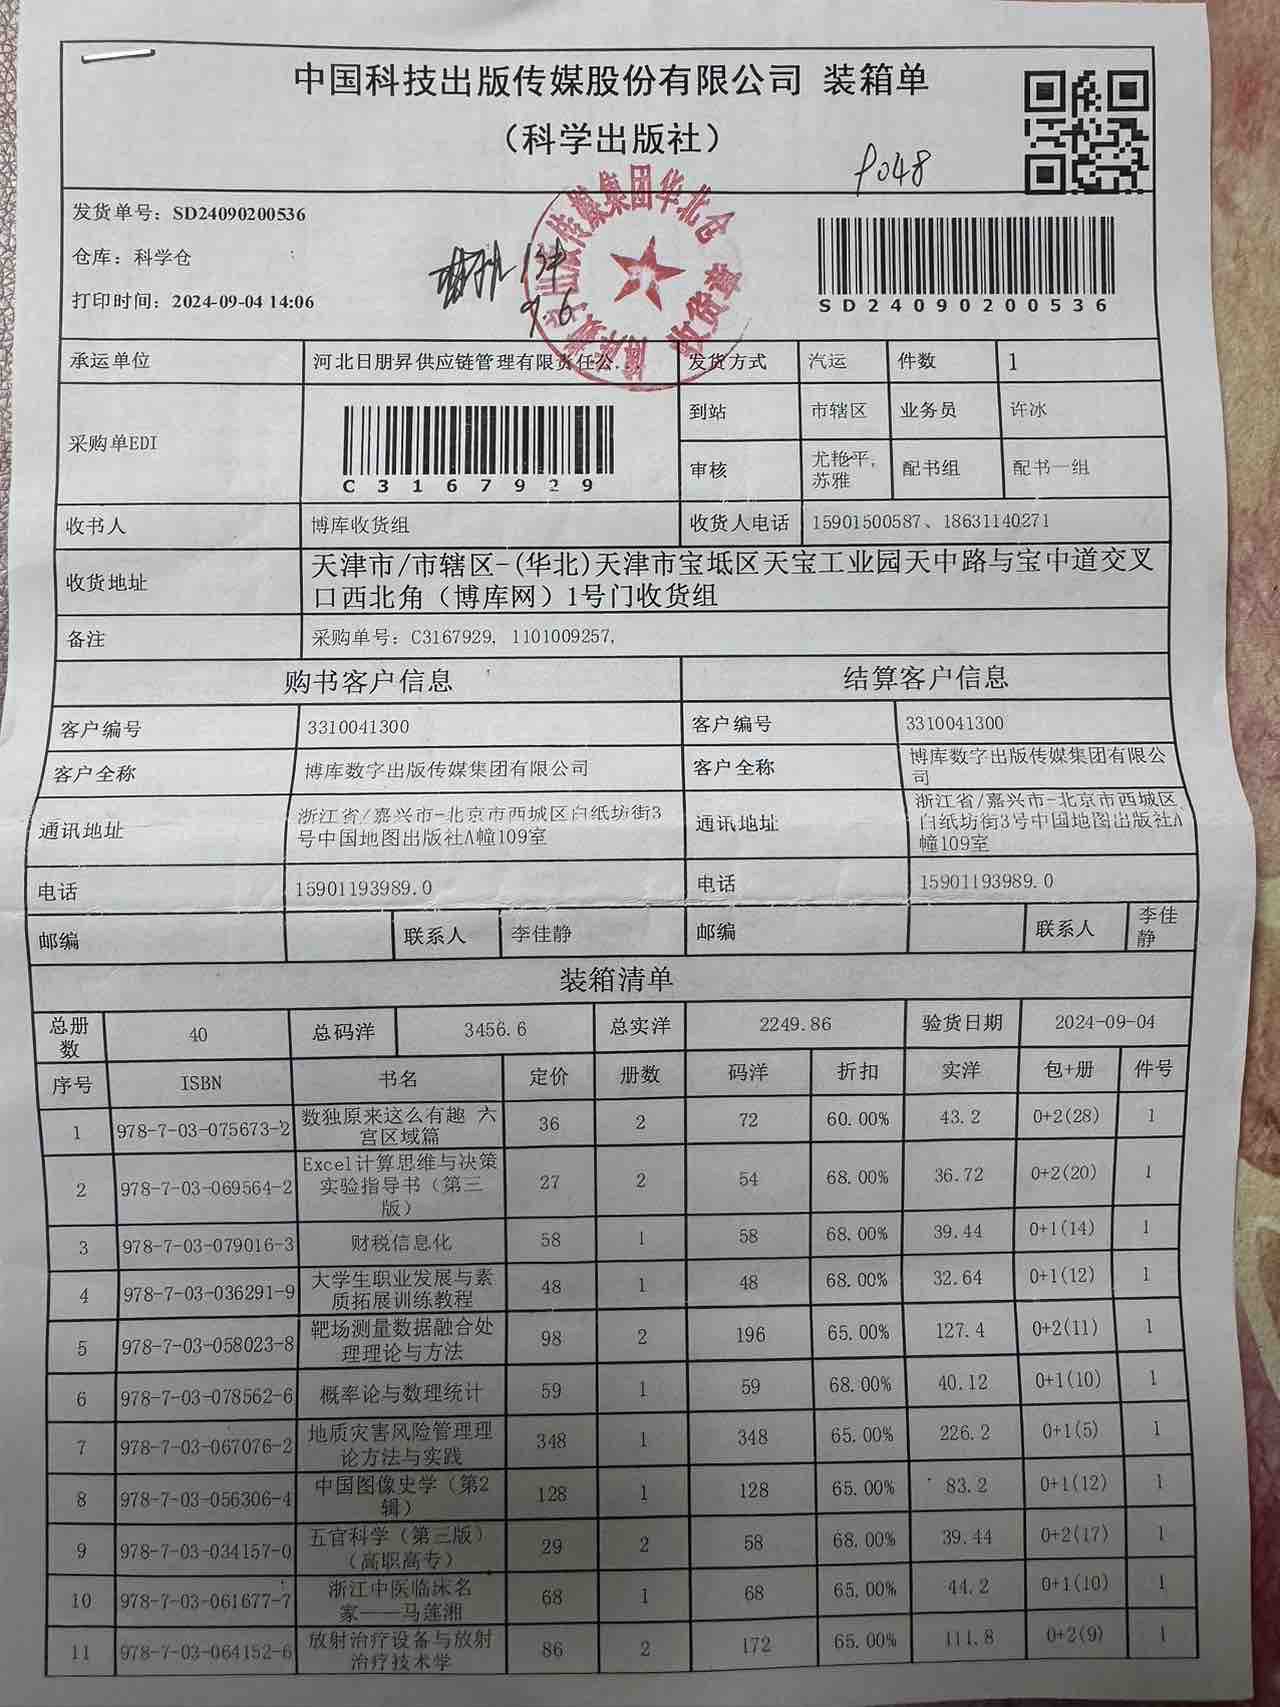 中国科技出版传媒股份有限公司 装箱单
（科学出版社）
P048
发货单号：SD24090200536
仓库：科学仓
打印时间：2024-09-04 14:06
9.6
收货章
SD24090200536
承运单位 河北日朋昇供应链管理有限责任公... 发货方式 汽运 件数 1
采购单EDI C3167929 到站 市辖区 业务员 许冰
审核 尤艳平,苏雅 配书组 配书一组
收书人 博库收货组 收货人电话 15901500587、18631140271
收货地址 天津市/市辖区-(华北)天津市宝坻区天宝工业园天中路与宝中道交叉
口西北角（博库网）1号门收货组
备注 采购单号：C3167929, 1101009257,
购书客户信息 结算客户信息
客户编号 3310041300 客户编号 3310041300
客户全称 博库数字出版传媒集团有限公司 客户全称 博库数字出版传媒集团有限公司
通讯地址 浙江省/嘉兴市-北京市西城区白纸坊街3号中国地图出版社A幢109室 通讯地址 浙江省/嘉兴市-北京市西城区白纸坊街3号中国地图出版社A幢109室
电话 15901193989.0 电话 15901193989.0
邮编 联系人 李佳静 邮编 联系人 李佳静
装箱清单
总册数 40 总码洋 3456.6 总实洋 2249.86 验货日期 2024-09-04
序号 ISBN 书名 定价 册数 码洋 折扣 实洋 包+册 件号
1 978-7-03-075673-2 数独原来这么有趣 六宫区域篇 36 2 72 60.00% 43.2 0+2(28) 1
2 978-7-03-069564-2 Excel计算思维与决策实验指导书（第三版） 27 2 54 68.00% 36.72 0+2(20) 1
3 978-7-03-079016-3 财税信息化 58 1 58 68.00% 39.44 0+1(14) 1
4 978-7-03-036291-9 大学生职业发展与素质拓展训练教程 48 1 48 68.00% 32.64 0+1(12) 1
5 978-7-03-058023-8 靶场测量数据融合处理理论与方法 98 2 196 65.00% 127.4 0+2(11) 1
6 978-7-03-078562-6 概率论与数理统计 59 1 59 68.00% 40.12 0+1(10) 1
7 978-7-03-067076-2 地质灾害风险管理理论方法与实践 348 1 348 65.00% 226.2 0+1(5) 1
8 978-7-03-056306-4 中国图像史学（第2辑） 128 1 128 65.00% 83.2 0+1(12) 1
9 978-7-03-034157-0 五官科学（第三版）（高职高专） 29 2 58 68.00% 39.44 0+2(17) 1
10 978-7-03-061677-7 浙江中医临床名家——马莲湘 68 1 68 65.00% 44.2 0+1(10) 1
11 978-7-03-064152-6 放射治疗设备与放射治疗技术学 86 2 172 65.00% 111.8 0+2(9) 1